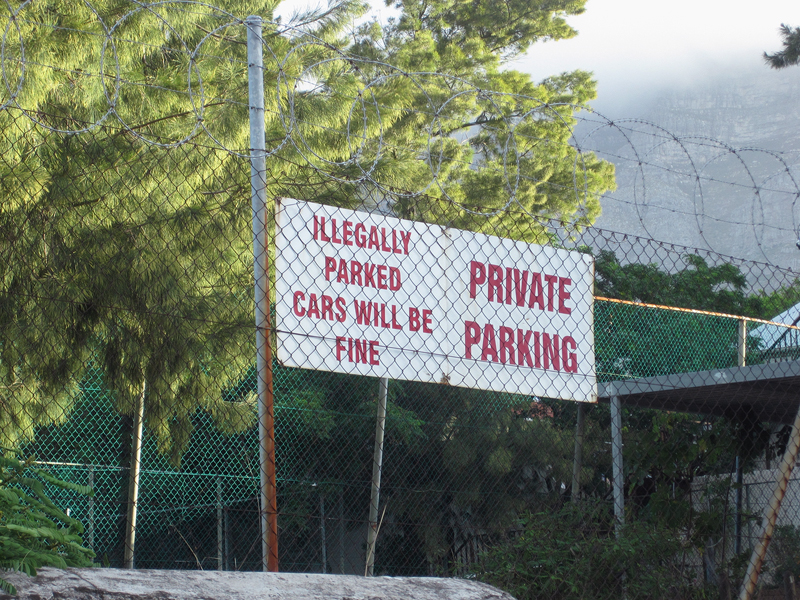 ILLEGALLY
PARKED
CARS WILL BE
FINE
PRIVATE
PARKING